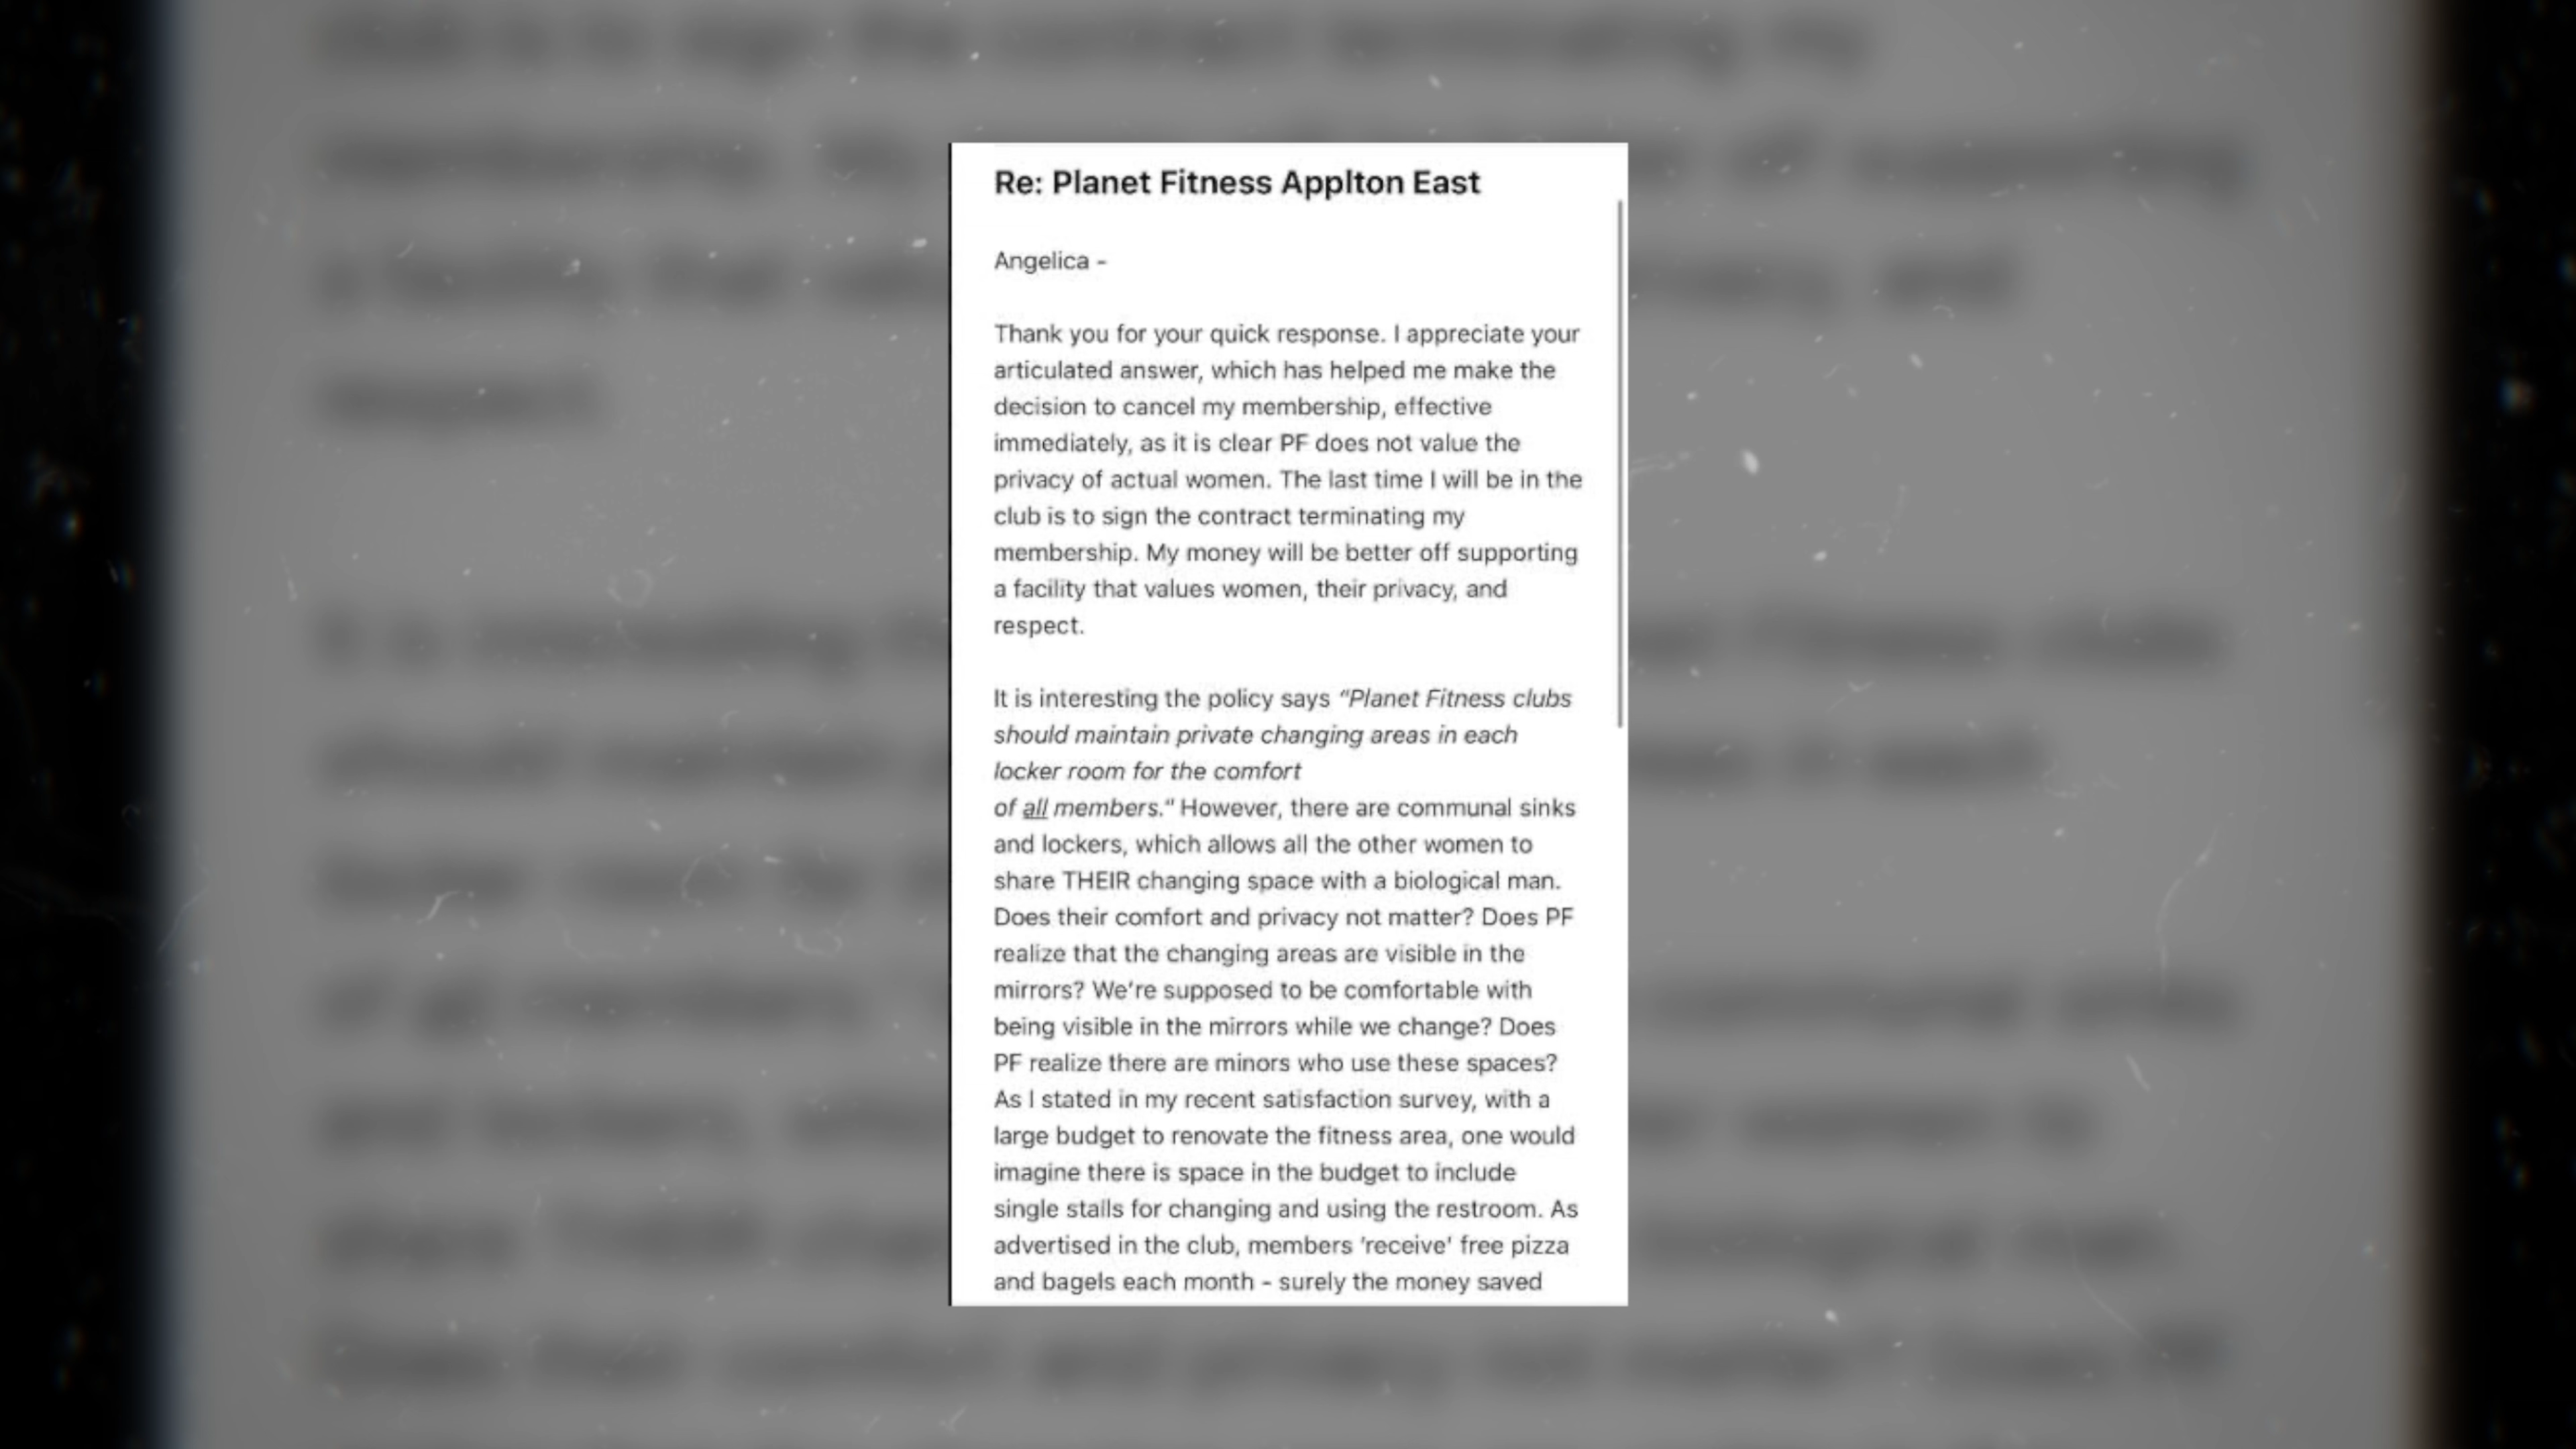 Re: Planet Fitness Applton East
Angelica -
Thank you for your quick response. I appreciate your
articulated answer, which has helped me make the
decision to cancel my membership, effective
immediately, as it is clear PF does not value the
privacy of actual women. The last time I will be in the
club is to sign the contract terminating my
membership. My money will be better off supporting
a facility that values women, their privacy, and
respect.
It is interesting the policy says “Planet Fitness clubs
should maintain private changing areas in each
locker room for the comfort
of all members." However, there are communal sinks
and lockers, which allows all the other women to
share THEIR changing space with a biological man.
Does their comfort and privacy not matter? Does PF
realize that the changing areas are visible in the
mirrors? We're supposed to be comfortable with
being visible in the mirrors while we change? Does
PF realize there are minors who use these spaces?
As I stated in my recent satisfaction survey, with a
large budget to renovate the fitness area, one would
imagine there is space in the budget to include
single stalls for changing and using the restroom. As
advertised in the club, members 'receive' free pizza
and bagels each month - surely the money saved